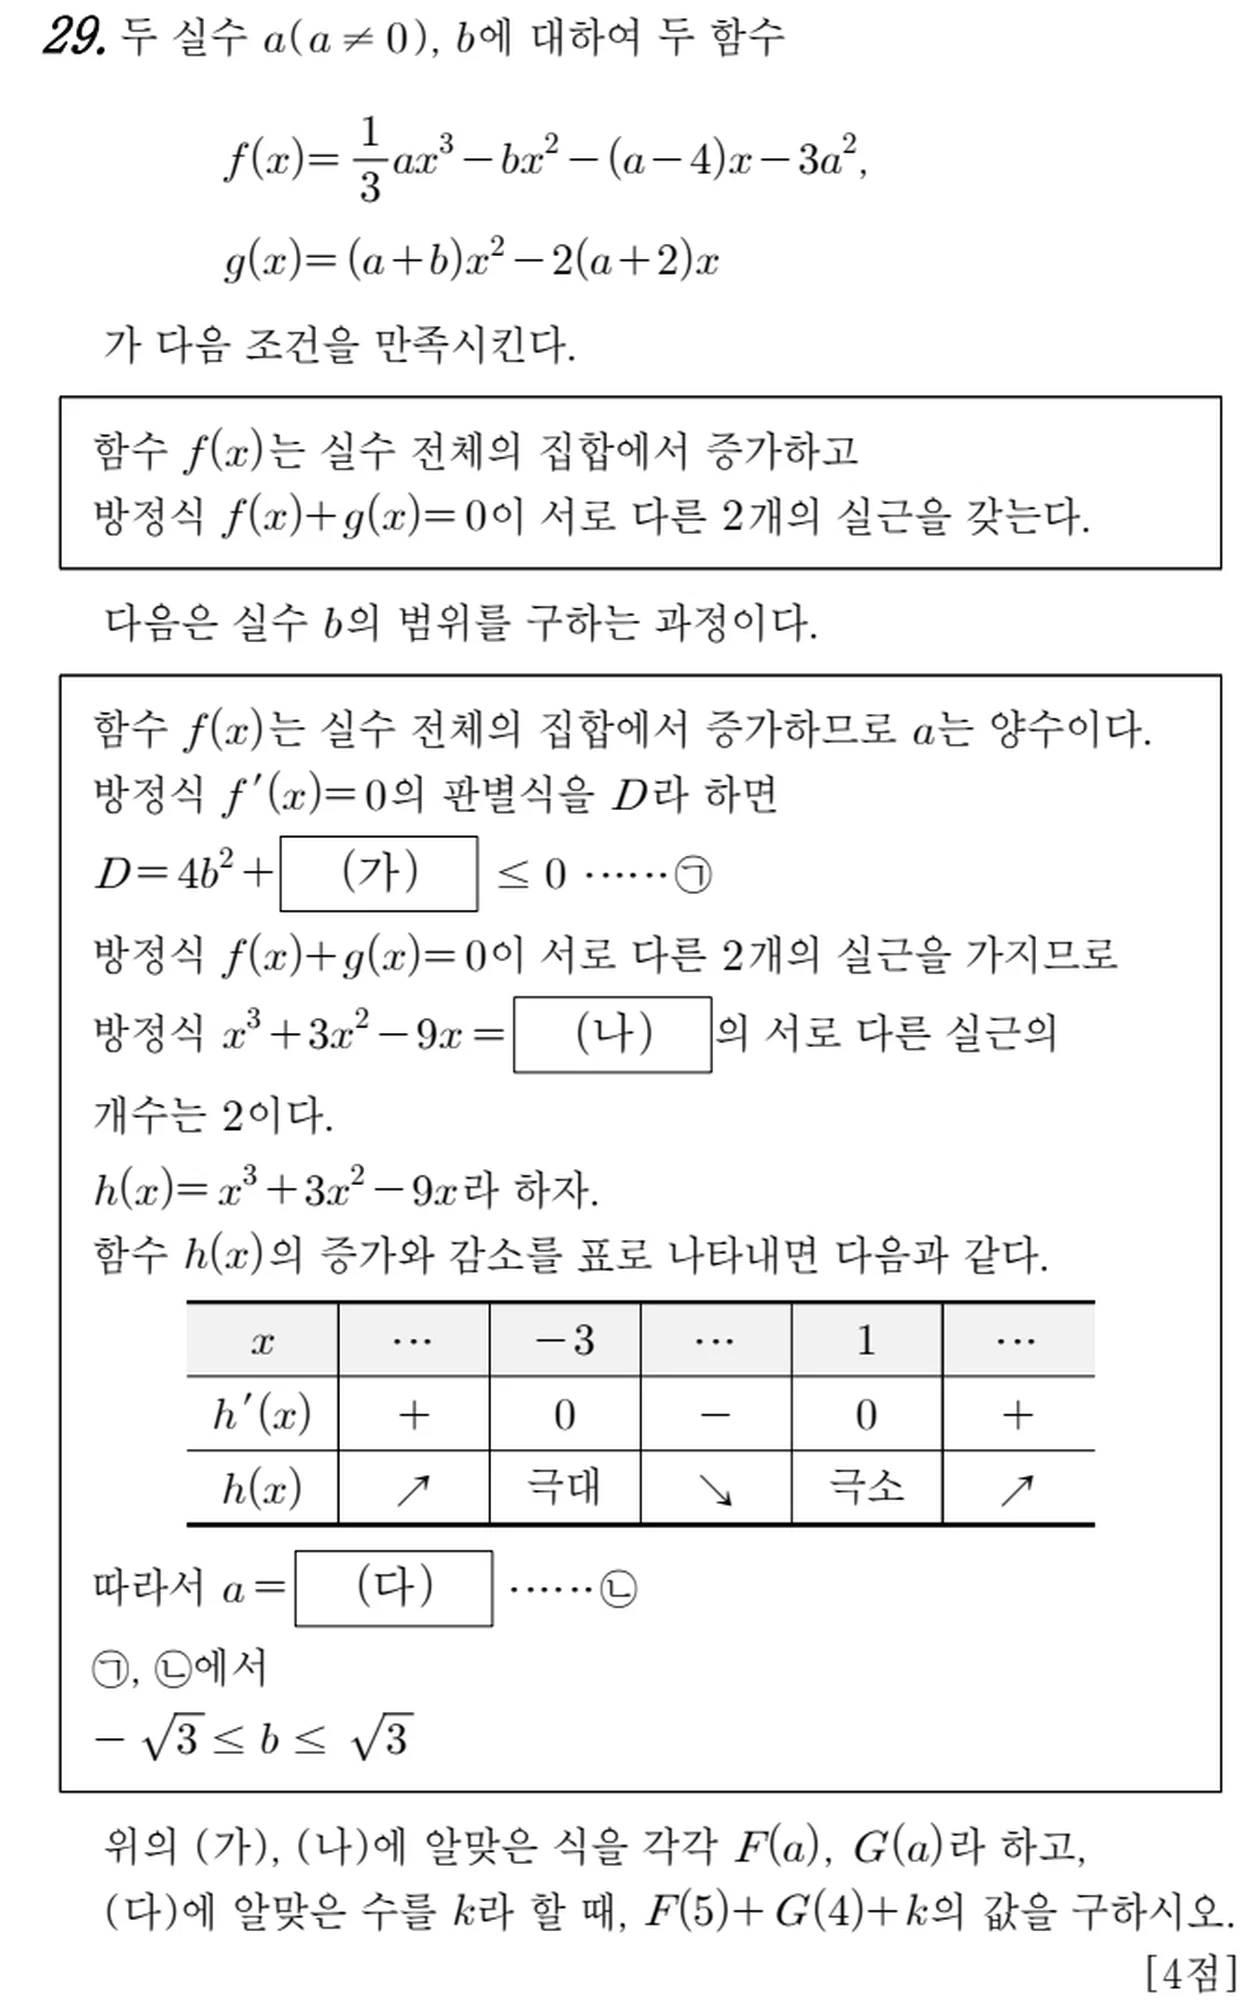 29. 두 실수 a(a≠0), b에 대하여 두 함수
f(x)=1/3 ax³−bx²−(a−4)x−3a²,
g(x)=(a+b)x²−2(a+2)x
가 다음 조건을 만족시킨다.
함수 f(x)는 실수 전체의 집합에서 증가하고
방정식 f(x)+g(x)=0이 서로 다른 2개의 실근을 갖는다.
다음은 실수 b의 범위를 구하는 과정이다.
함수 f(x)는 실수 전체의 집합에서 증가하므로 a는 양수이다.
방정식 f′(x)=0의 판별식을 D라 하면
D=4b²+ (가) ≤ 0 ⋯⋯㉠
방정식 f(x)+g(x)=0이 서로 다른 2개의 실근을 가지므로
방정식 x³+3x²−9x= (나) 의 서로 다른 실근의
개수는 2이다.
h(x)=x³+3x²−9x라 하자.
함수 h(x)의 증가와 감소를 표로 나타내면 다음과 같다.
x ⋯ −3 ⋯ 1 ⋯
h′(x) + 0 − 0 +
h(x) ↗ 극대 ↘ 극소 ↗
따라서 a= (다) ⋯⋯㉡
㉠, ㉡에서
−√3 ≤ b ≤ √3
위의 (가), (나)에 알맞은 식을 각각 F(a), G(a)라 하고,
(다)에 알맞은 수를 k라 할 때, F(5)+G(4)+k의 값을 구하시오.
[4점]